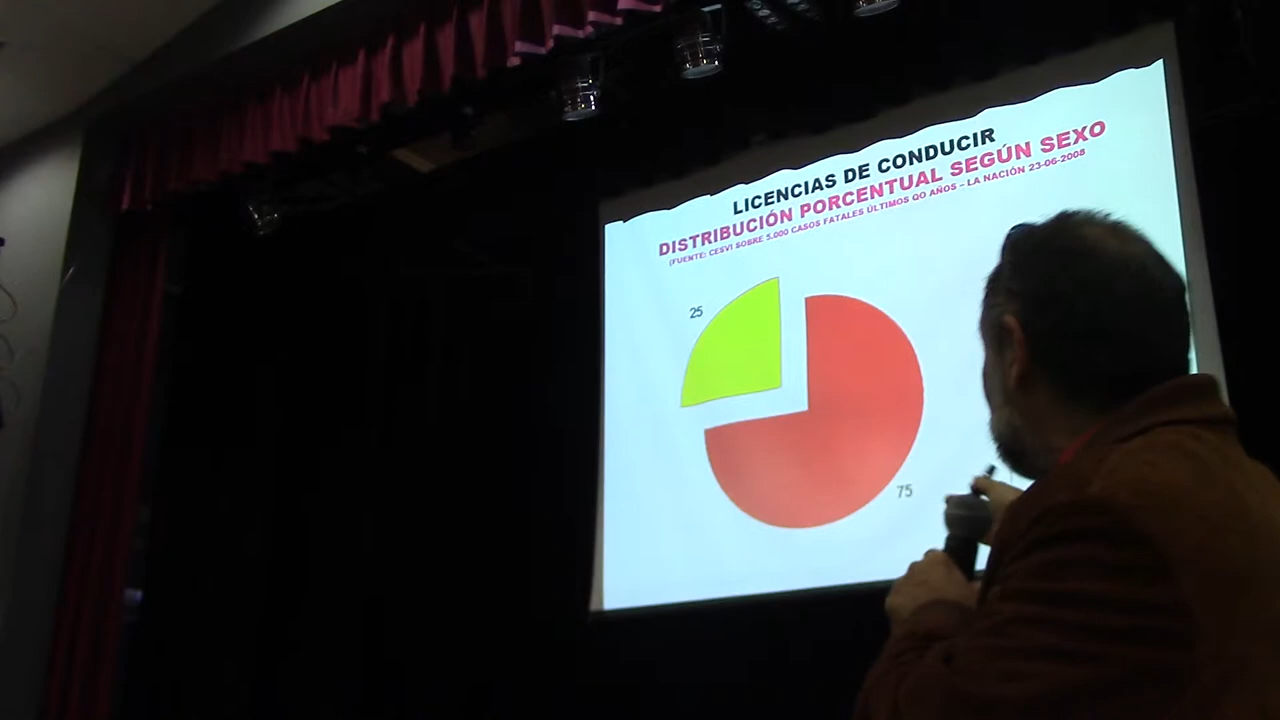 LICENCIAS DE CONDUCIR
DISTRIBUCIÓN PORCENTUAL SEGÚN SEXO
(FUENTE: CESVI SOBRE 5.000 CASOS FATALES ÚLTIMOS QO AÑOS – LA NACIÓN 23-06-2008
25
75